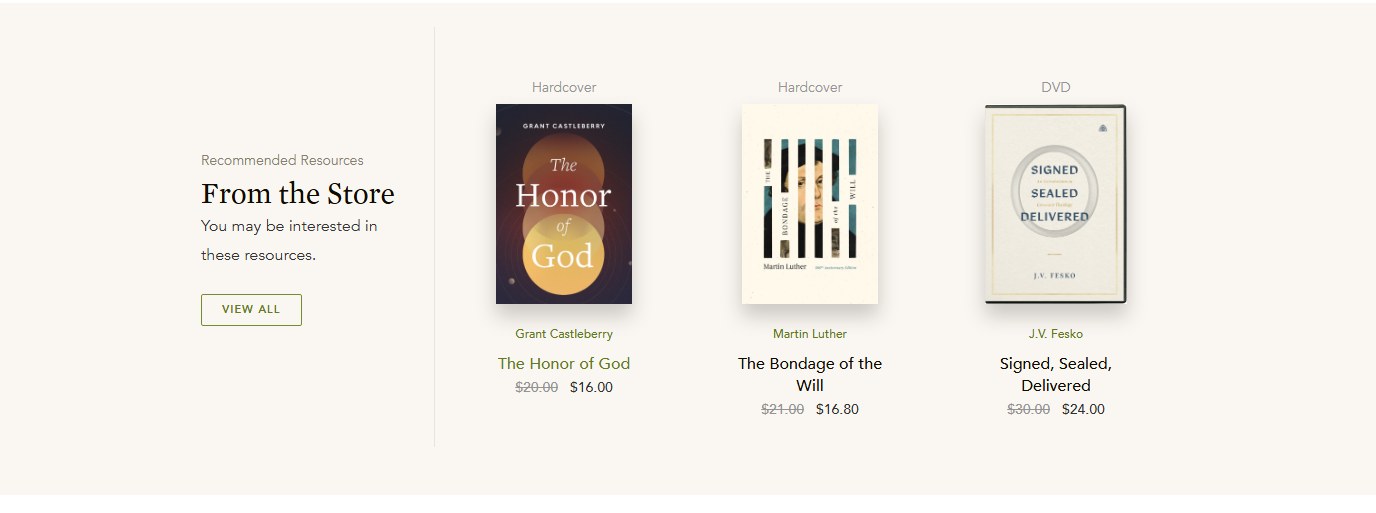 Recommended Resources
From the Store
You may be interested in
these resources.
VIEW ALL
Hardcover
GRANT CASTLEBERRY
The
Honor
of
God
Grant Castleberry
The Honor of God
$20.00 $16.00
Hardcover
THE
BONDAGE
of the
WILL
Martin Luther
Martin Luther
The Bondage of the
Will
$21.00 $16.80
DVD
SIGNED
SEALED
DELIVERED
J.V. FESKO
J.V. Fesko
Signed, Sealed,
Delivered
$30.00 $24.00